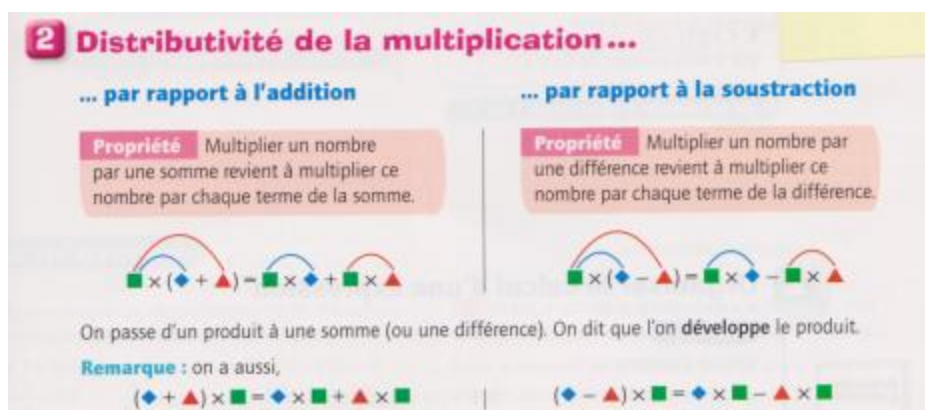 2 Distributivité de la multiplication...
... par rapport à l'addition
Propriété Multiplier un nombre
par une somme revient à multiplier ce
nombre par chaque terme de la somme.
■ × (◆ + ▲) = ■ × ◆ + ■ × ▲
... par rapport à la soustraction
Propriété Multiplier un nombre par
une différence revient à multiplier ce
nombre par chaque terme de la différence.
■ × (◆ − ▲) = ■ × ◆ − ■ × ▲
On passe d'un produit à une somme (ou une différence). On dit que l'on développe le produit.
Remarque : on a aussi,
(◆ + ▲) × ■ = ◆ × ■ + ▲ × ■
(◆ − ▲) × ■ = ◆ × ■ − ▲ × ■